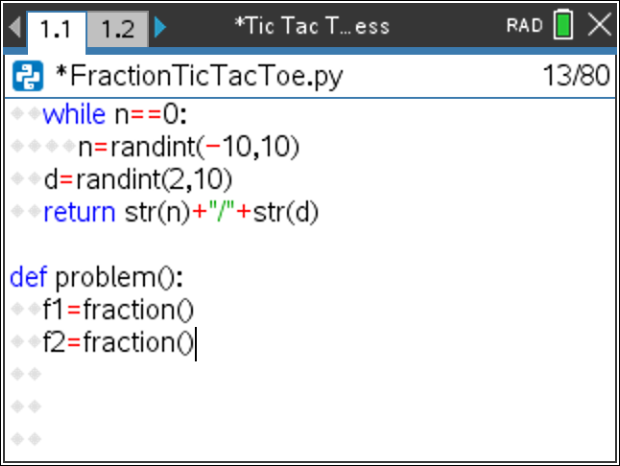 1.1 1.2 *Tic Tac T...ess RAD
*FractionTicTacToe.py 13/80
while n==0:
n=randint(−10,10)
d=randint(2,10)
return str(n)+"/"+str(d)
def problem():
f1=fraction()
f2=fraction()